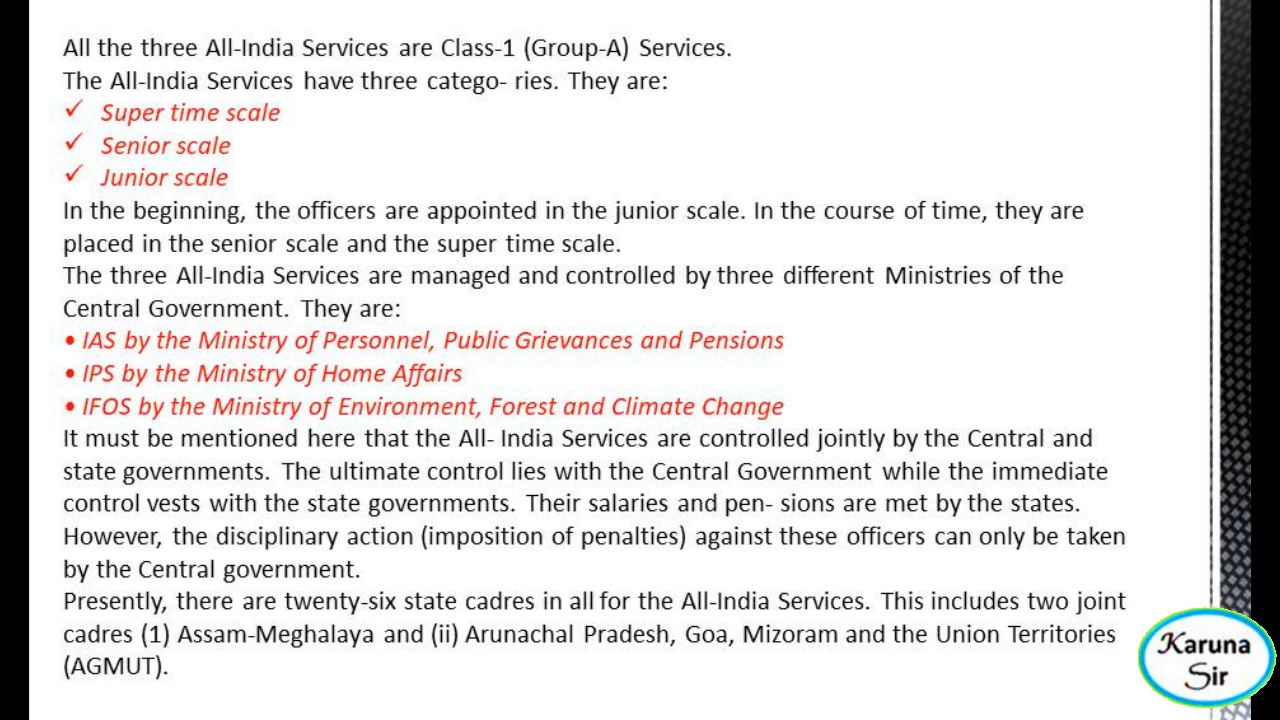 All the three All-India Services are Class-1 (Group-A) Services.
The All-India Services have three catego- ries. They are:
✓ Super time scale
✓ Senior scale
✓ Junior scale
In the beginning, the officers are appointed in the junior scale. In the course of time, they are
placed in the senior scale and the super time scale.
The three All-India Services are managed and controlled by three different Ministries of the
Central Government. They are:
• IAS by the Ministry of Personnel, Public Grievances and Pensions
• IPS by the Ministry of Home Affairs
• IFOS by the Ministry of Environment, Forest and Climate Change
It must be mentioned here that the All- India Services are controlled jointly by the Central and
state governments. The ultimate control lies with the Central Government while the immediate
control vests with the state governments. Their salaries and pen- sions are met by the states.
However, the disciplinary action (imposition of penalties) against these officers can only be taken
by the Central government.
Presently, there are twenty-six state cadres in all for the All-India Services. This includes two joint
cadres (1) Assam-Meghalaya and (ii) Arunachal Pradesh, Goa, Mizoram and the Union Territories
(AGMUT).
Karuna
Sir